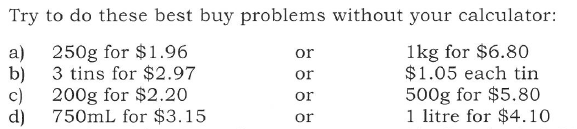 Try to do these best buy problems without your calculator:
a) 250g for $1.96 or 1kg for $6.80
b) 3 tins for $2.97 or $1.05 each tin
c) 200g for $2.20 or 500g for $5.80
d) 750mL for $3.15 or 1 litre for $4.10